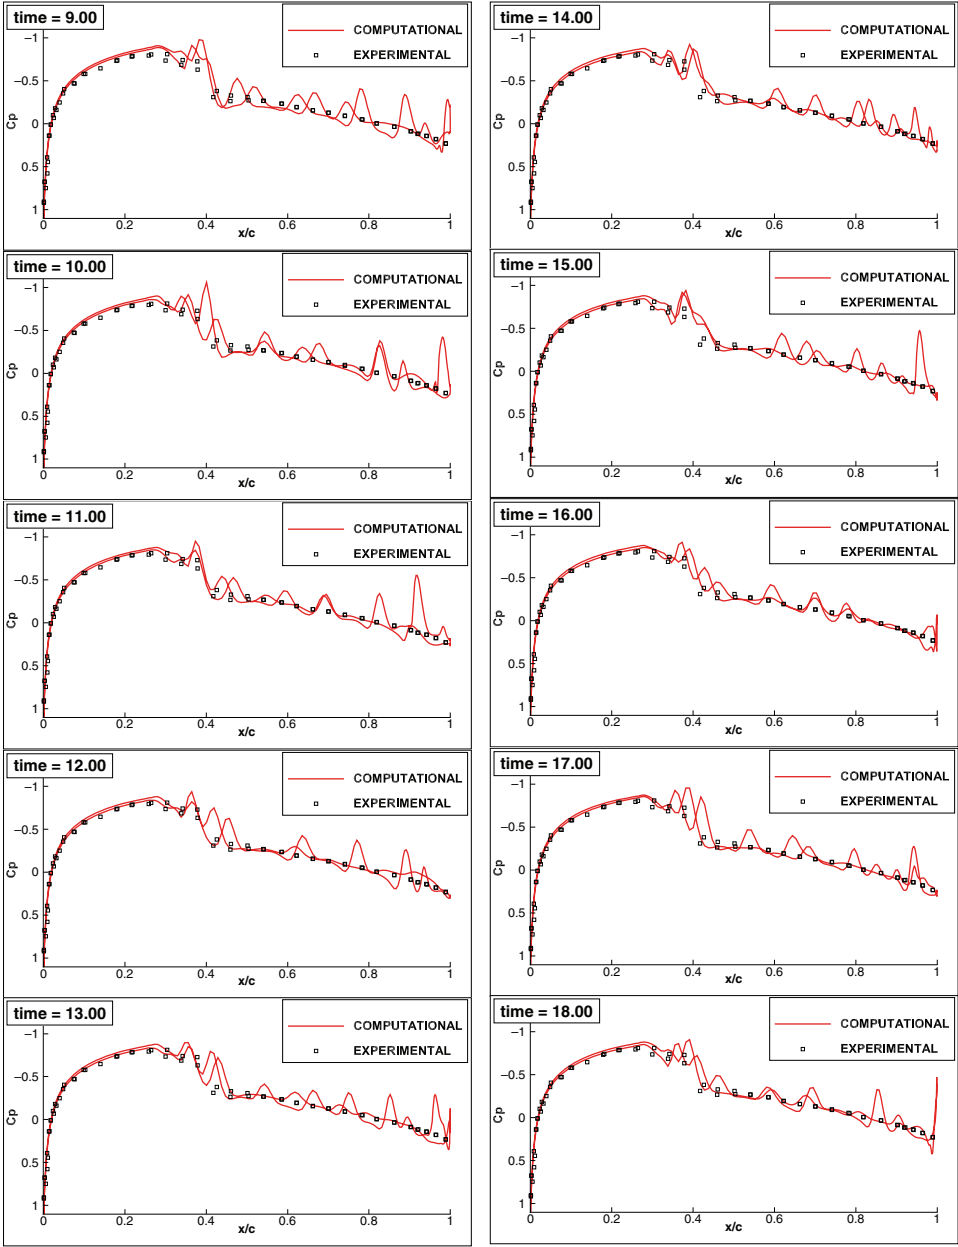 time = 9.00
COMPUTATIONAL
EXPERIMENTAL
−1
−0.5
0
0.5
1
Cp
0 0.2 0.4 0.6 0.8 1
x/c
time = 10.00
COMPUTATIONAL
EXPERIMENTAL
−1
−0.5
0
0.5
1
Cp
0 0.2 0.4 0.6 0.8 1
x/c
time = 11.00
COMPUTATIONAL
EXPERIMENTAL
−1
−0.5
0
0.5
1
Cp
0 0.2 0.4 0.6 0.8 1
x/c
time = 12.00
COMPUTATIONAL
EXPERIMENTAL
−1
−0.5
0
0.5
1
Cp
0 0.2 0.4 0.6 0.8 1
x/c
time = 13.00
COMPUTATIONAL
EXPERIMENTAL
−1
−0.5
0
0.5
1
Cp
0 0.2 0.4 0.6 0.8 1
x/c
time = 14.00
COMPUTATIONAL
EXPERIMENTAL
−1
−0.5
0
0.5
1
Cp
0 0.2 0.4 0.6 0.8 1
x/c
time = 15.00
COMPUTATIONAL
EXPERIMENTAL
−1
−0.5
0
0.5
1
Cp
0 0.2 0.4 0.6 0.8 1
x/c
time = 16.00
COMPUTATIONAL
EXPERIMENTAL
−1
−0.5
0
0.5
1
Cp
0 0.2 0.4 0.6 0.8 1
x/c
time = 17.00
COMPUTATIONAL
EXPERIMENTAL
−1
−0.5
0
0.5
1
Cp
0 0.2 0.4 0.6 0.8 1
x/c
time = 18.00
COMPUTATIONAL
EXPERIMENTAL
−1
−0.5
0
0.5
1
Cp
0 0.2 0.4 0.6 0.8 1
x/c